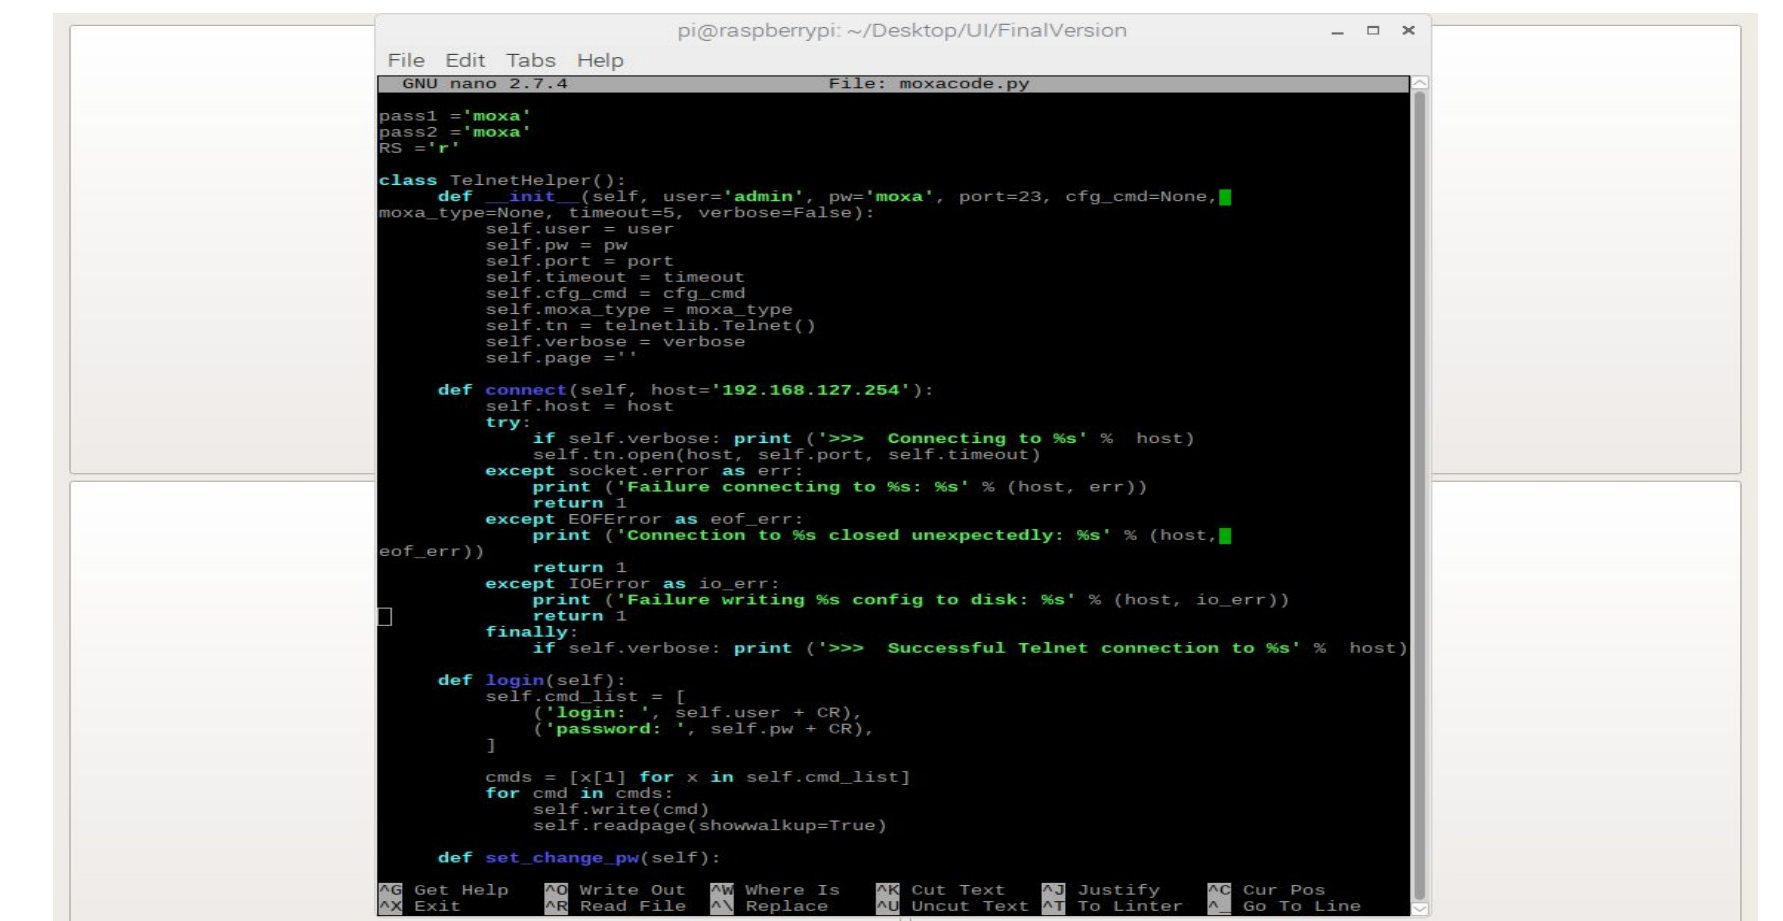 pi@raspberrypi: ~/Desktop/UI/FinalVersion
File Edit Tabs Help
GNU nano 2.7.4 File: moxacode.py
pass1 ='moxa'
pass2 ='moxa'
RS ='r'
class TelnetHelper():
def __init__(self, user='admin', pw='moxa', port=23, cfg_cmd=None,
moxa_type=None, timeout=5, verbose=False):
self.user = user
self.pw = pw
self.port = port
self.timeout = timeout
self.cfg_cmd = cfg_cmd
self.moxa_type = moxa_type
self.tn = telnetlib.Telnet()
self.verbose = verbose
self.page =''
def connect(self, host='192.168.127.254'):
self.host = host
try:
if self.verbose: print ('>>>  Connecting to %s' %  host)
self.tn.open(host, self.port, self.timeout)
except socket.error as err:
print ('Failure connecting to %s: %s' % (host, err))
return 1
except EOFError as eof_err:
print ('Connection to %s closed unexpectedly: %s' % (host,
eof_err))
return 1
except IOError as io_err:
print ('Failure writing %s config to disk: %s' % (host, io_err))
return 1
finally:
if self.verbose: print ('>>>  Successful Telnet connection to %s' %  host)
def login(self):
self.cmd_list = [
('login: ', self.user + CR),
('password: ', self.pw + CR),
]
cmds = [x[1] for x in self.cmd_list]
for cmd in cmds:
self.write(cmd)
self.readpage(showwalkup=True)
def set_change_pw(self):
^G Get Help ^O Write Out ^W Where Is ^K Cut Text ^J Justify ^C Cur Pos
^X Exit ^R Read File ^\ Replace ^U Uncut Text ^T To Linter ^_ Go To Line